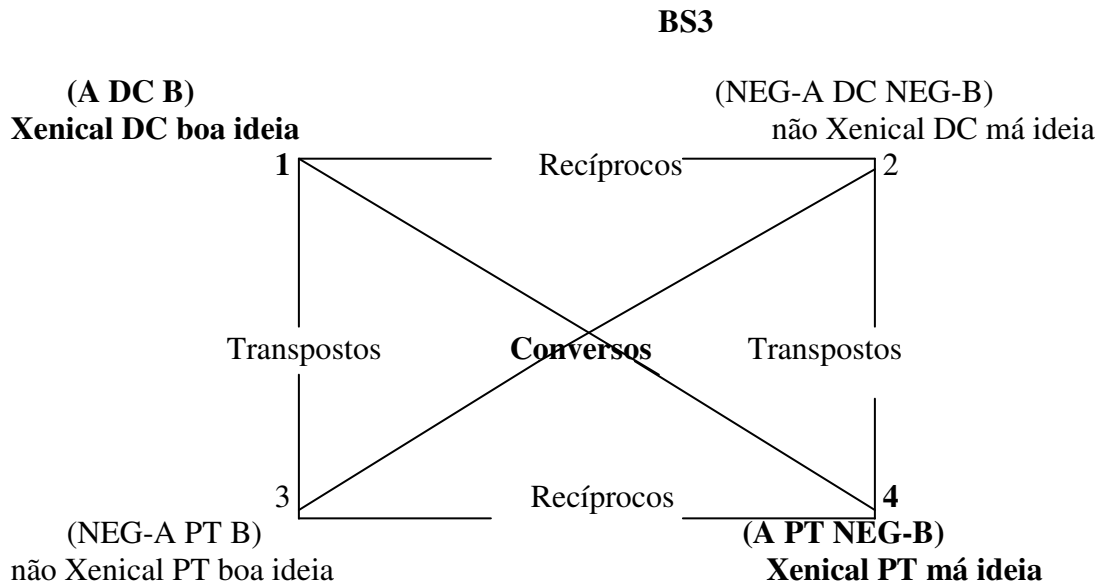 BS3
(A DC B) (NEG-A DC NEG-B)
Xenical DC boa ideia não Xenical DC má ideia
1 Recíprocos 2
Transpostos Conversos Transpostos
3 Recíprocos 4
(NEG-A PT B) (A PT NEG-B)
não Xenical PT boa ideia Xenical PT má ideia